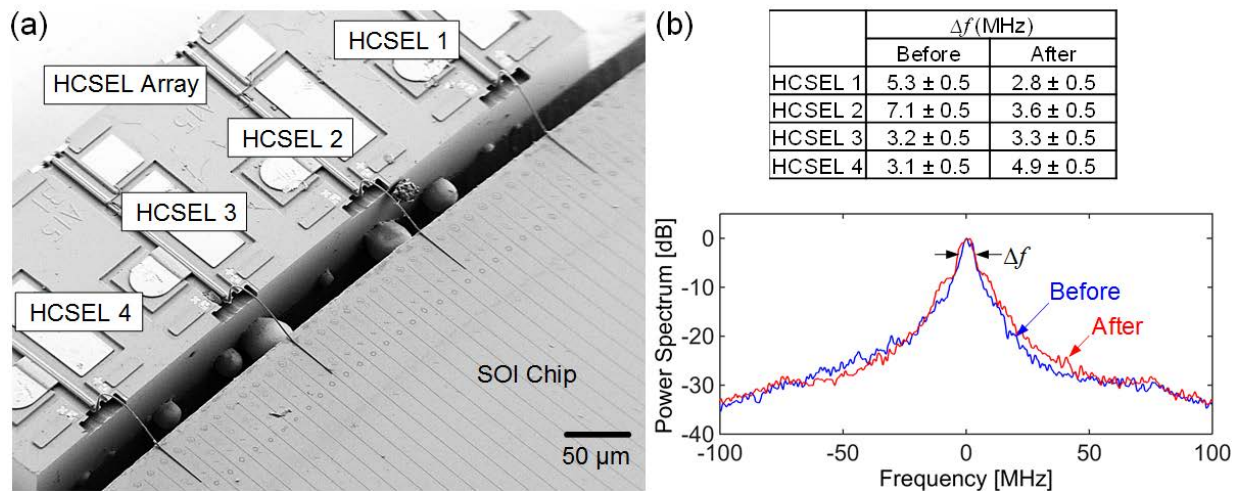 (a)
HCSEL 1
HCSEL Array
HCSEL 2
HCSEL 3
HCSEL 4
SOI Chip
50 µm
(b)
Δf (MHz)
Before After
HCSEL 1 5.3 ± 0.5 2.8 ± 0.5
HCSEL 2 7.1 ± 0.5 3.6 ± 0.5
HCSEL 3 3.2 ± 0.5 3.3 ± 0.5
HCSEL 4 3.1 ± 0.5 4.9 ± 0.5
Power Spectrum [dB]
0
-10
-20
-30
-40
Δf
Before
After
-100 -50 0 50 100
Frequency [MHz]